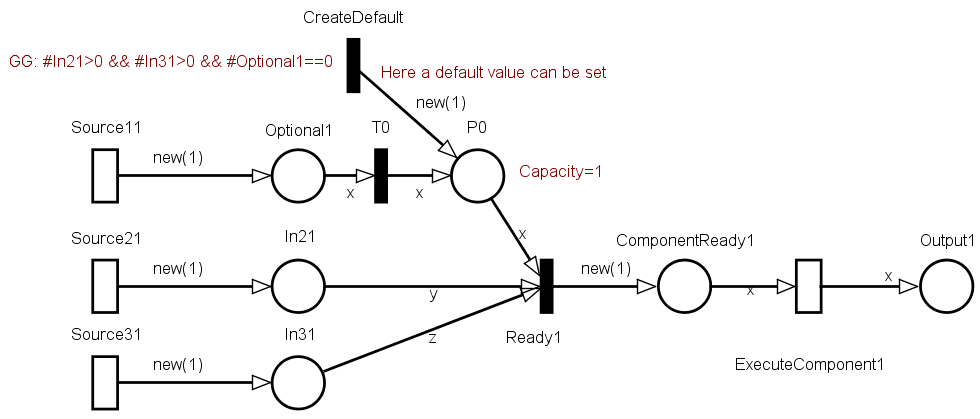 CreateDefault
GG: #In21>0 && #In31>0 && #Optional1==0
Here a default value can be set
new(1)
Source11
new(1)
Optional1
T0
P0
x
x
Capacity=1
x
Source21
new(1)
In21
y
Ready1
new(1)
ComponentReady1
x
ExecuteComponent1
x
Output1
Source31
new(1)
In31
z